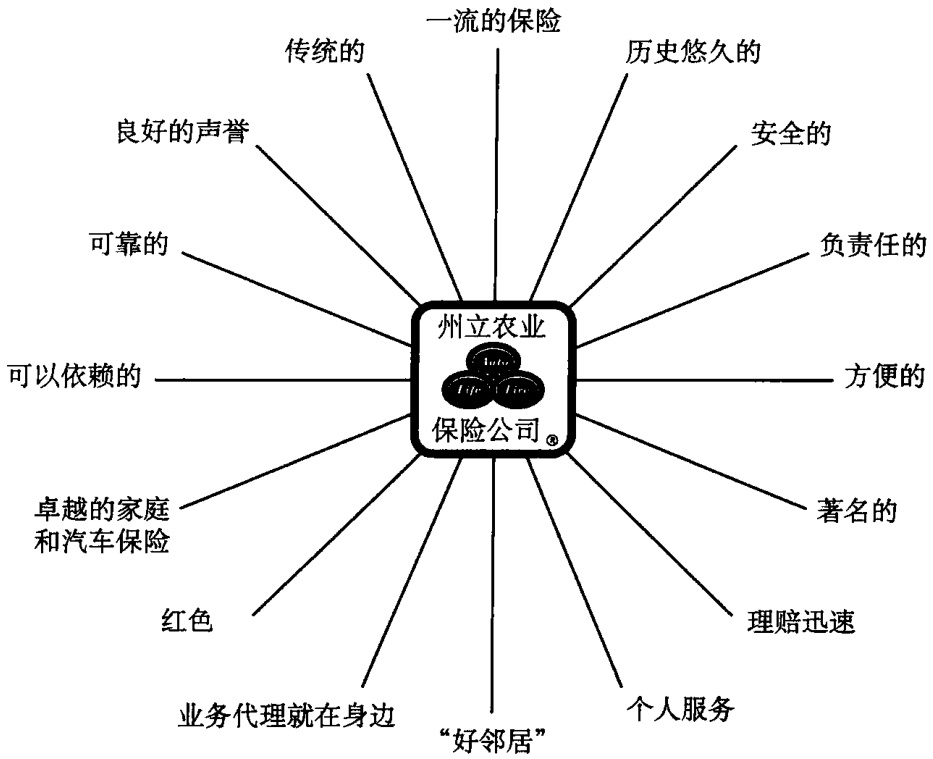 一流的保险
传统的
历史悠久的
良好的声誉
安全的
可靠的
负责任的
州立农业
Auto
Life
Fire
保险公司®
可以依赖的
方便的
卓越的家庭
和汽车保险
著名的
红色
理赔迅速
业务代理就在身边
个人服务
“好邻居”